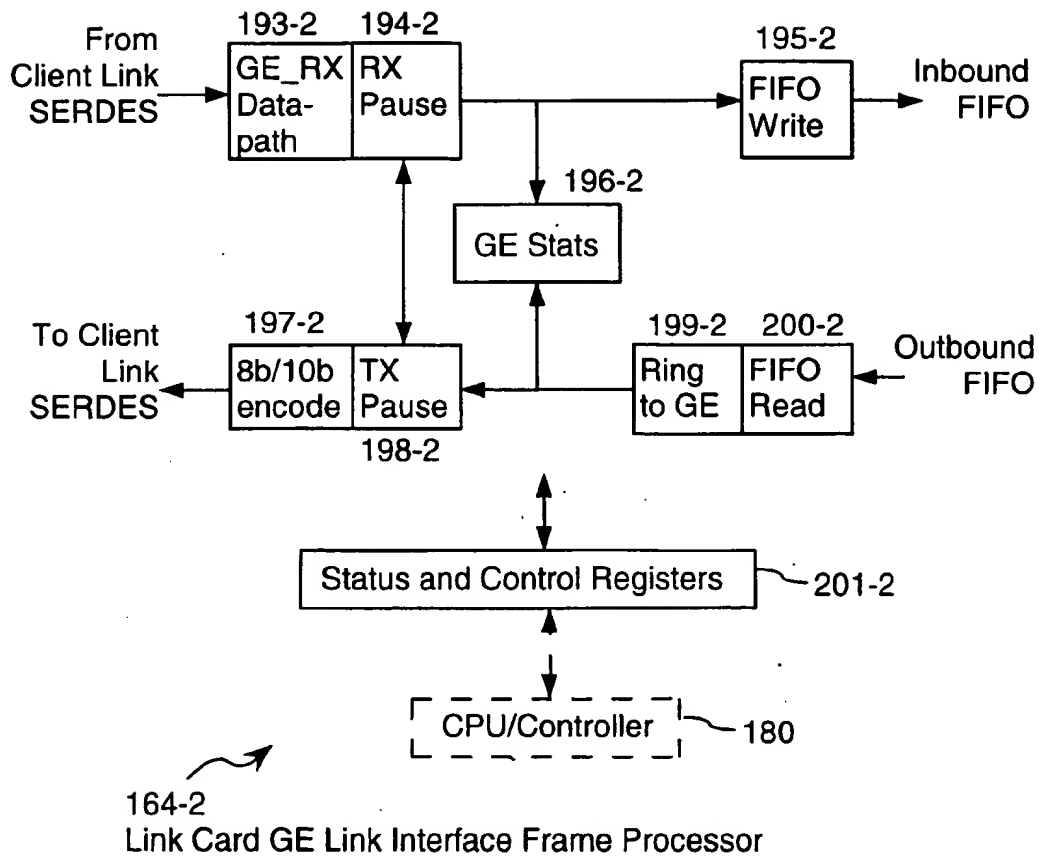 193-2
194-2
195-2
From
Client Link
SERDES
GE_RX
Data-
path
RX
Pause
FIFO
Write
Inbound
FIFO
196-2
GE Stats
To Client
Link
SERDES
197-2
8b/10b
encode
TX
Pause
198-2
199-2
200-2
Ring
to GE
FIFO
Read
Outbound
FIFO
Status and Control Registers
201-2
CPU/Controller
180
164-2
Link Card GE Link Interface Frame Processor